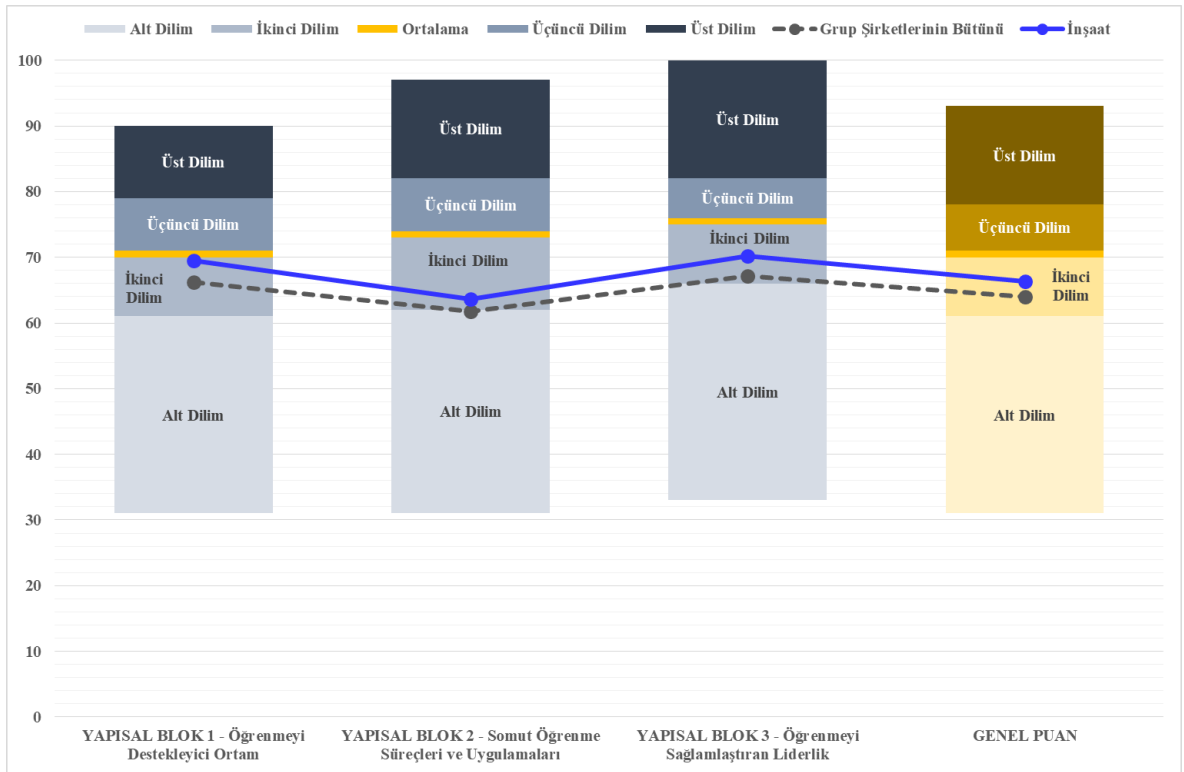 Alt Dilim İkinci Dilim Ortalama Üçüncü Dilim Üst Dilim Grup Şirketlerinin Bütünü İnşaat
100
90
80
70
60
50
40
30
20
10
0
Üst Dilim
Üçüncü Dilim
İkinci
Dilim
Alt Dilim
Üst Dilim
Üçüncü Dilim
İkinci Dilim
Alt Dilim
Üst Dilim
Üçüncü Dilim
İkinci Dilim
Alt Dilim
Üst Dilim
Üçüncü Dilim
İkinci
Dilim
Alt Dilim
YAPISAL BLOK 1 - Öğrenmeyi
Destekleyici Ortam
YAPISAL BLOK 2 - Somut Öğrenme
Süreçleri ve Uygulamaları
YAPISAL BLOK 3 - Öğrenmeyi
Sağlamlaştıran Liderlik
GENEL PUAN